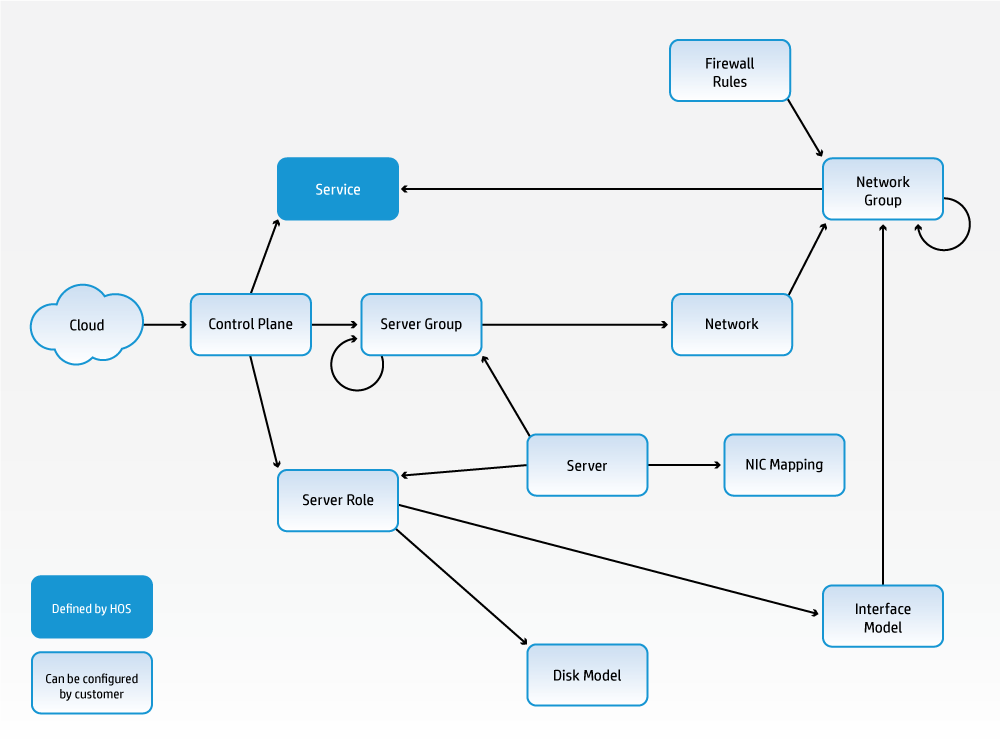 Firewall
Rules
Service
Network
Group
Cloud
Control Plane
Server Group
Network
Server
NIC Mapping
Server Role
Defined by HOS
Interface
Model
Can be configured
by customer
Disk Model